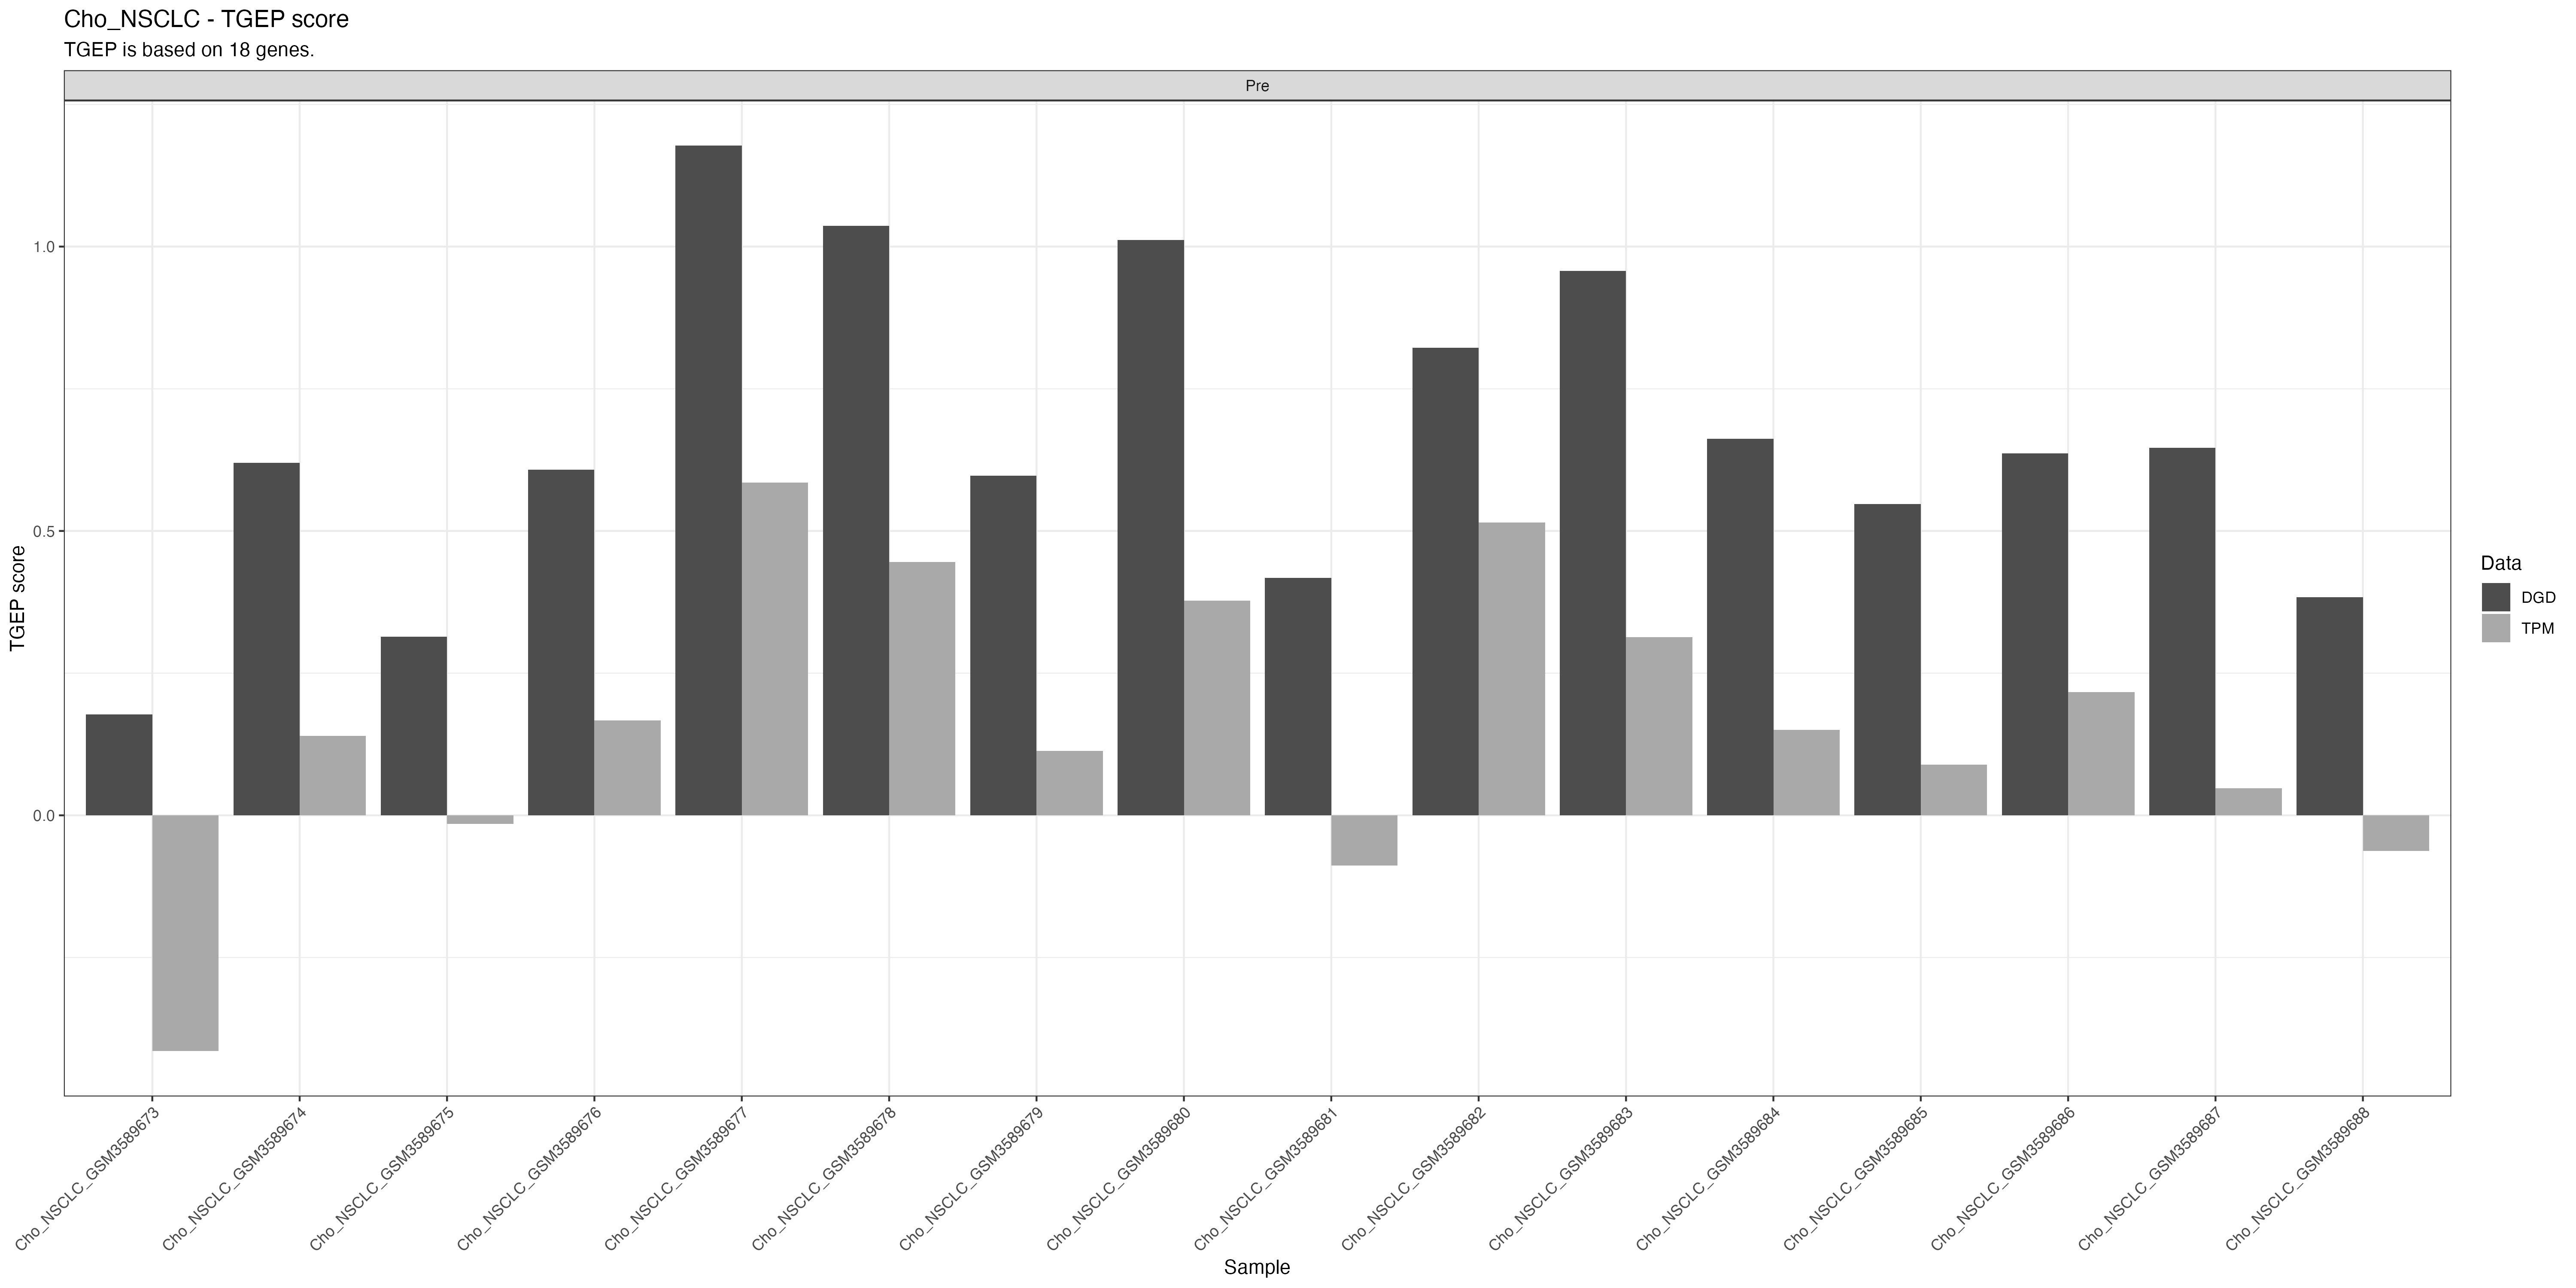 Cho_NSCLC - TGEP score
TGEP is based on 18 genes.
Pre
TGEP score
1.0
0.5
0.0
Cho_NSCLC_GSM3589673
Cho_NSCLC_GSM3589674
Cho_NSCLC_GSM3589675
Cho_NSCLC_GSM3589676
Cho_NSCLC_GSM3589677
Cho_NSCLC_GSM3589678
Cho_NSCLC_GSM3589679
Cho_NSCLC_GSM3589680
Cho_NSCLC_GSM3589681
Cho_NSCLC_GSM3589682
Cho_NSCLC_GSM3589683
Cho_NSCLC_GSM3589684
Cho_NSCLC_GSM3589685
Cho_NSCLC_GSM3589686
Cho_NSCLC_GSM3589687
Cho_NSCLC_GSM3589688
Sample
Data
DGD
TPM